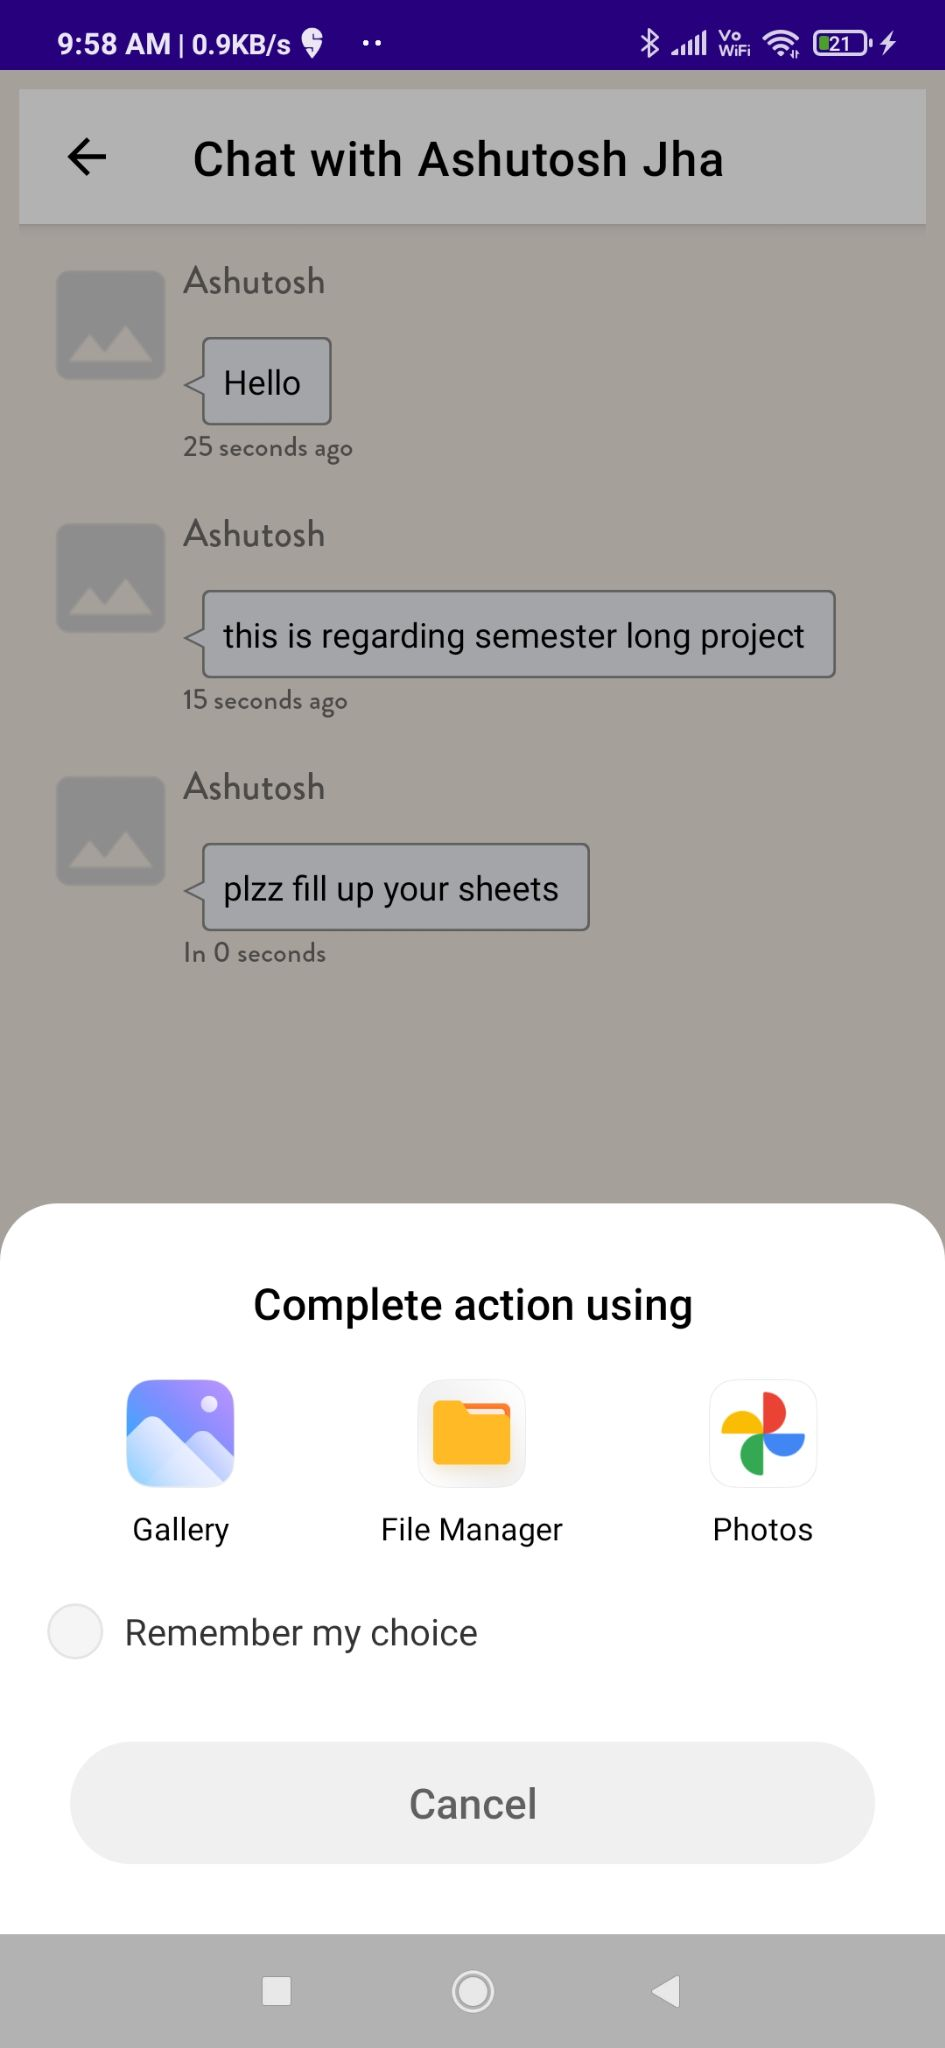 9:58 AM | 0.9KB/s
Vo
WiFi
21
Chat with Ashutosh Jha
Ashutosh
Hello
25 seconds ago
Ashutosh
this is regarding semester long project
15 seconds ago
Ashutosh
plzz fill up your sheets
In 0 seconds
Complete action using
Gallery File Manager Photos
Remember my choice
Cancel